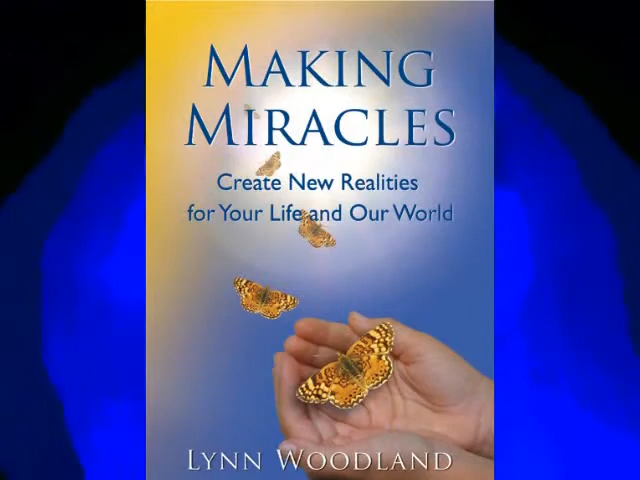 MAKING
MIRACLES
Create New Realities
for Your Life and Our World
LYNN WOODLAND